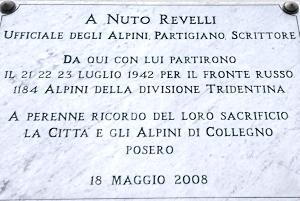 A Nuto Revelli
Ufficiale degli Alpini, Partigiano, Scrittore
Da qui con lui partirono
il 21 22 23 luglio 1942 per il fronte russo
1184 Alpini della divisione Tridentina
A perenne ricordo del loro sacrificio
la Città e gli Alpini di Collegno
posero
18 maggio 2008